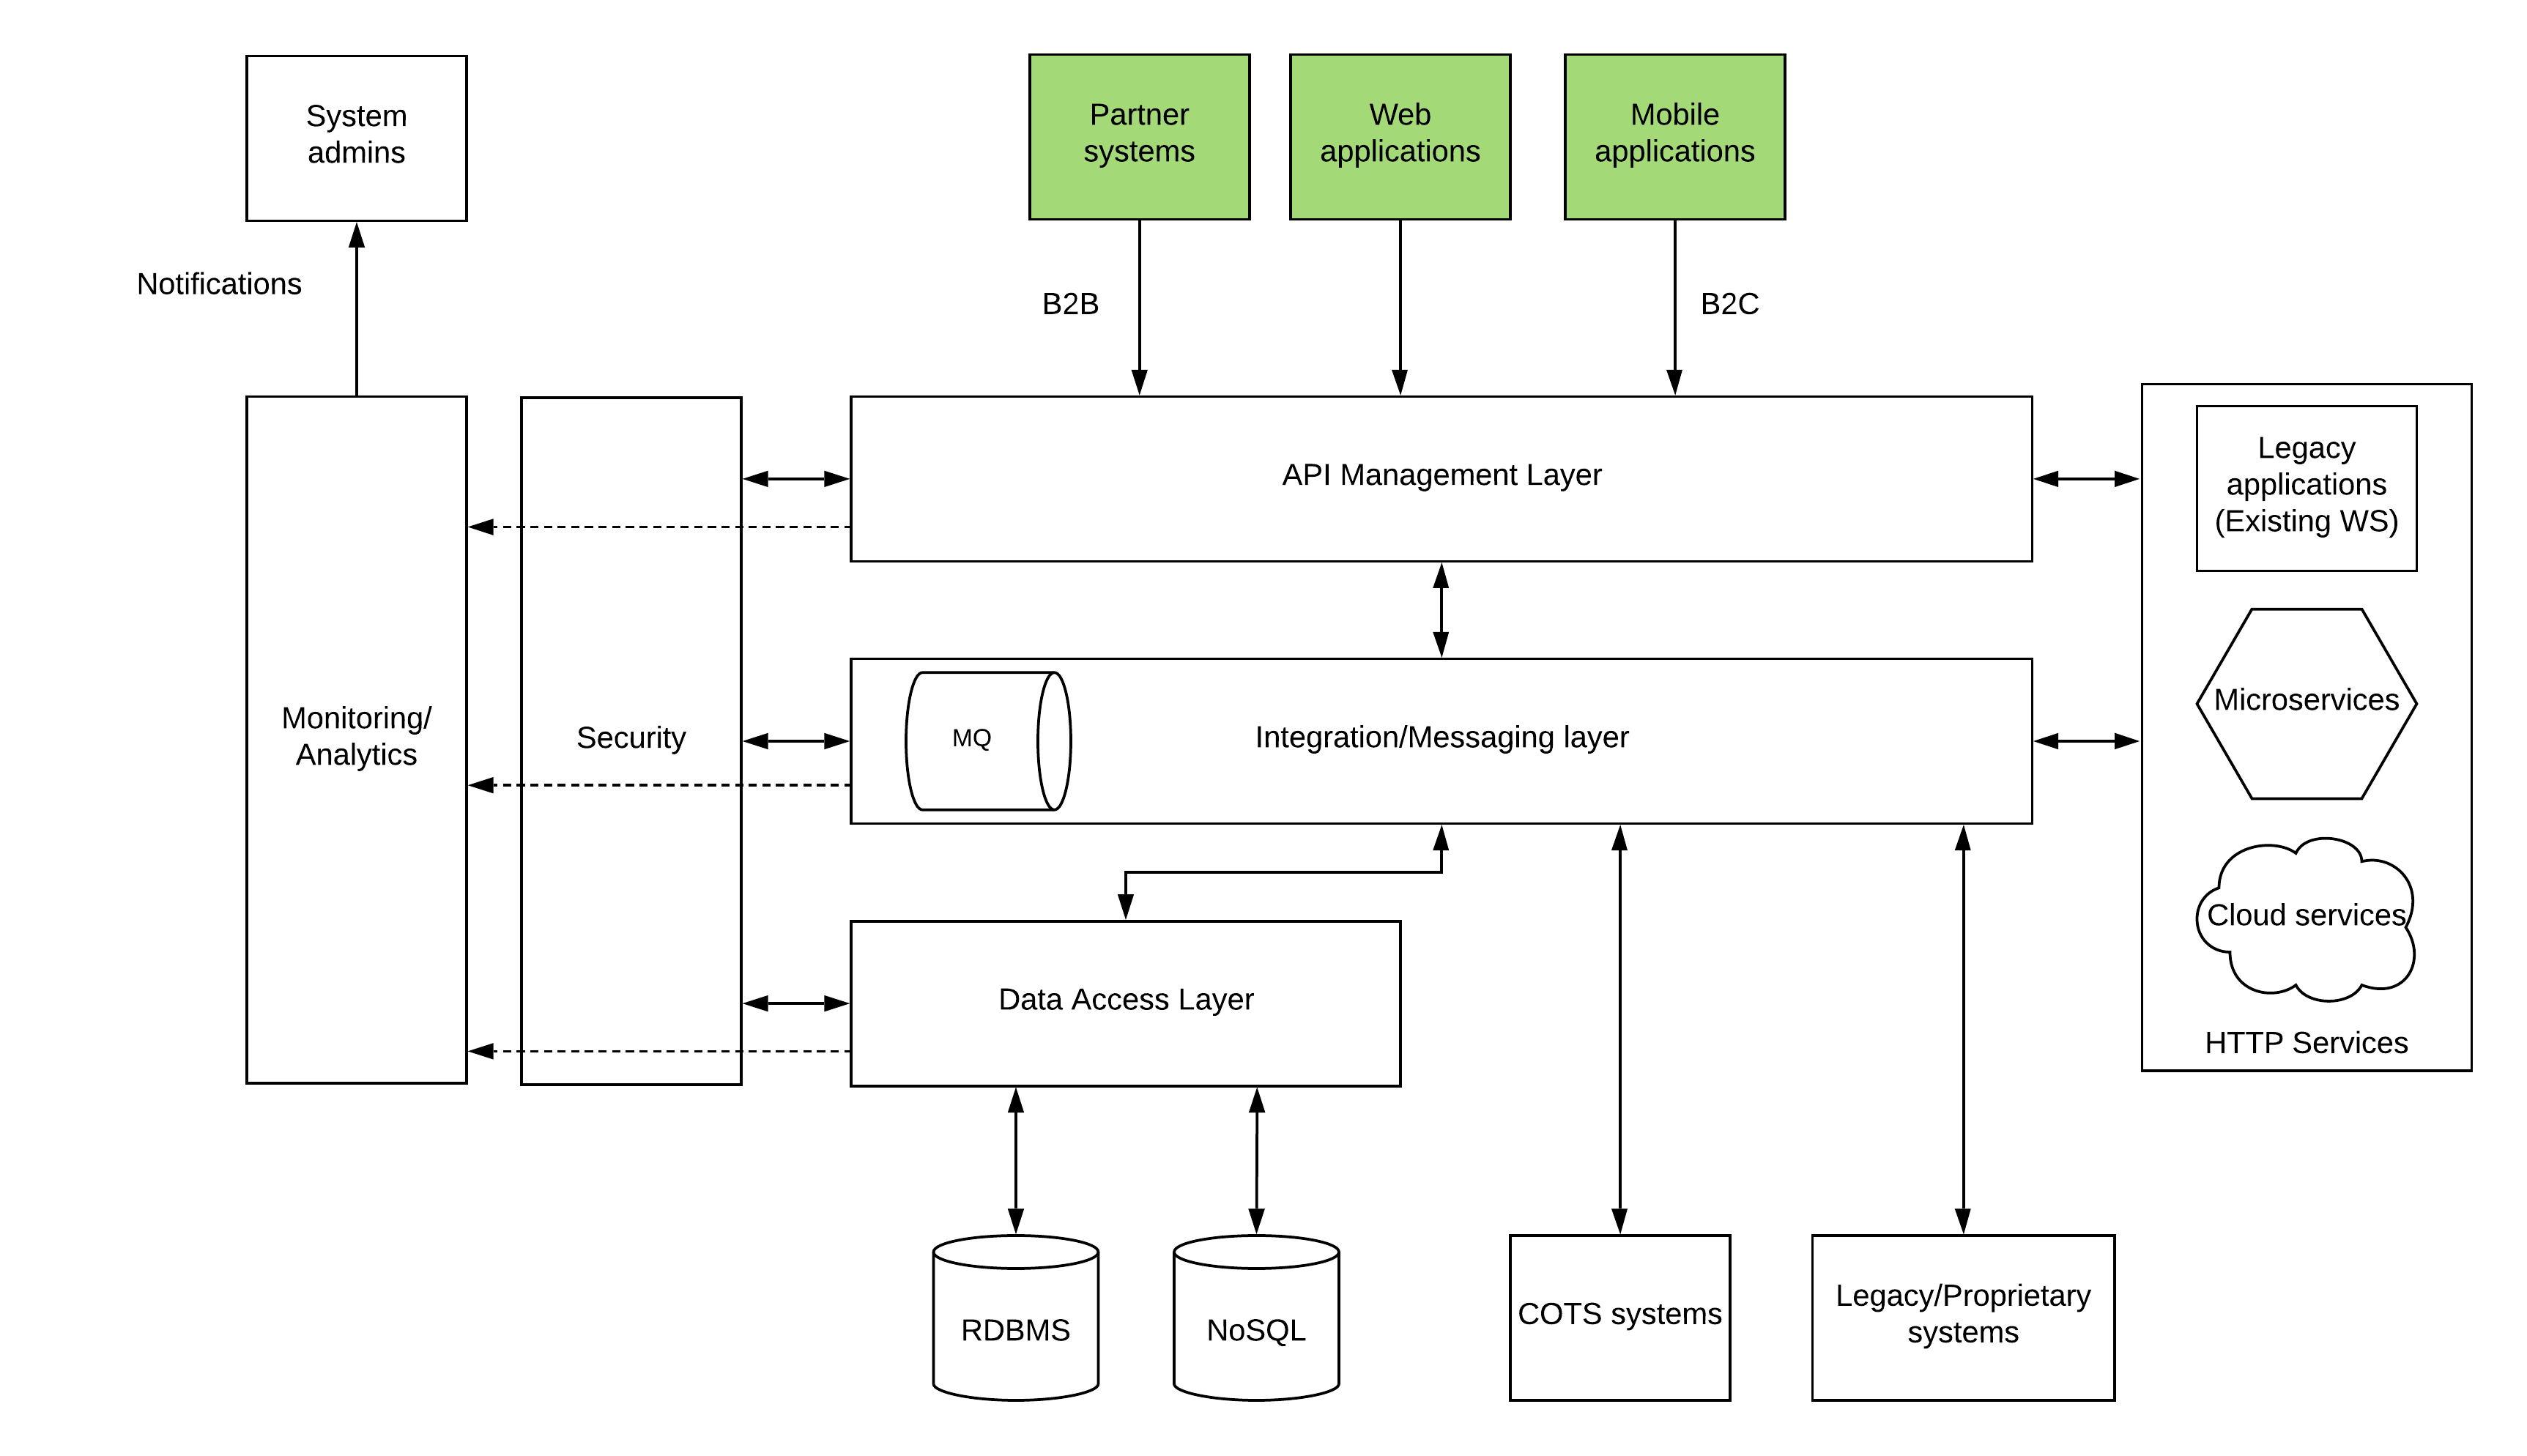 System
admins
Partner
systems
Web
applications
Mobile
applications
Notifications
B2B
B2C
API Management Layer
Legacy
applications
(Existing WS)
Monitoring/
Analytics
Security
MQ
Integration/Messaging layer
Microservices
Cloud services
HTTP Services
Data Access Layer
RDBMS
NoSQL
COTS systems
Legacy/Proprietary
systems